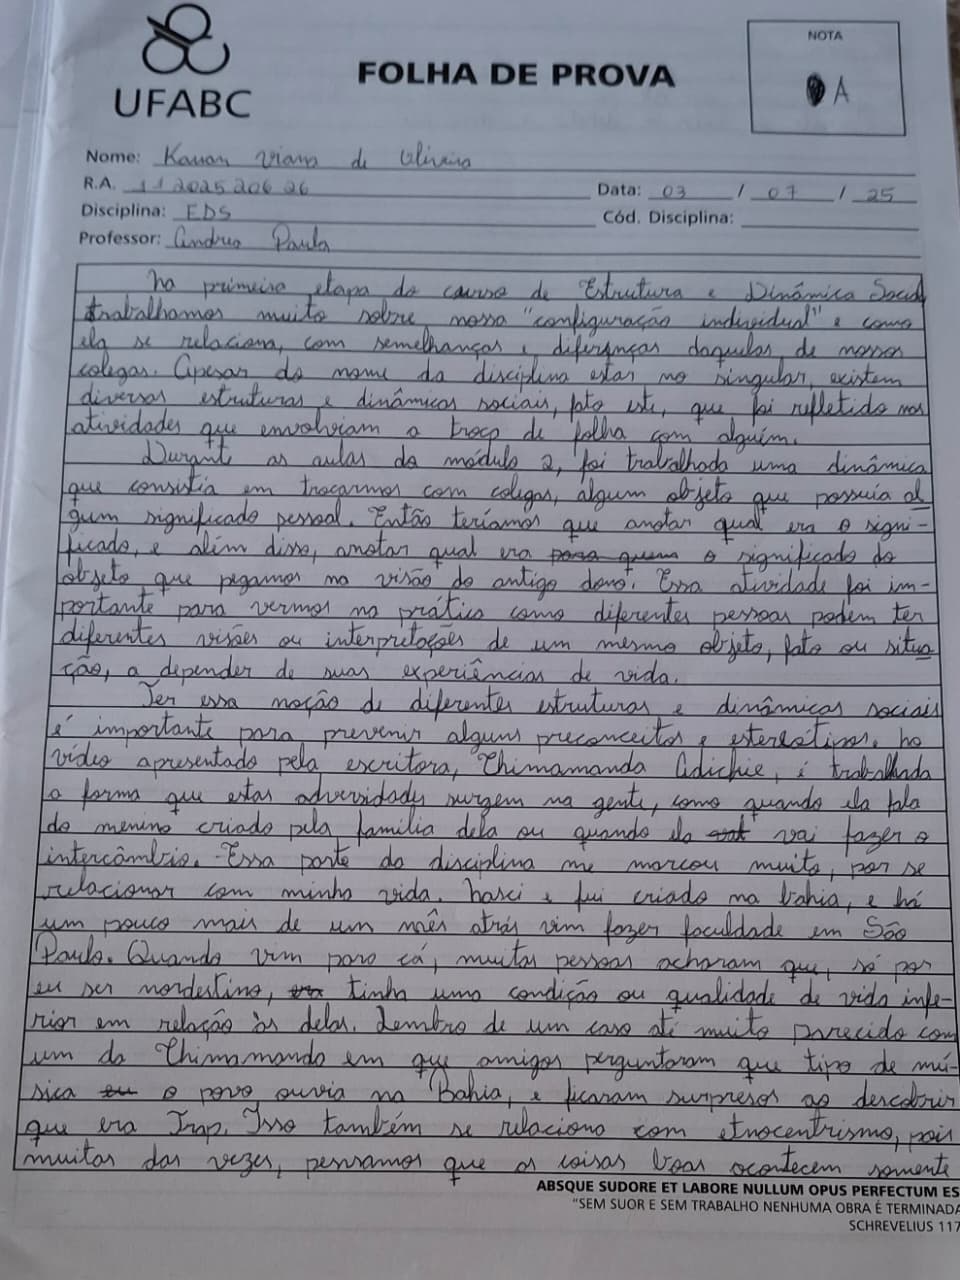 UFABC
FOLHA DE PROVA
NOTA
A
Nome: Kauan Viana de Oliveira
R.A. 11202520626
Data: 03 / 07 / 25
Disciplina: EDS
Cód. Disciplina:
Professor: Andrea Paula
Na primeira etapa do curso de Estrutura e Dinâmica Social
trabalhamos muito sobre nossa "configuração individual" e como
ela se relaciona, com semelhanças e diferenças daquelas de nossos
colegas. Apesar do nome da disciplina estar no singular, existem
diversas estruturas e dinâmicas sociais, fato este, que foi refletido nas
atividades que envolviam a troca de folha com alguém.
Durante as aulas do módulo 2, foi trabalhada uma dinâmica
que consistia em trocarmos com colegas, algum objeto que possuía al
gum significado pessoal. Então teríamos que anotar qual era o signi-
ficado, e além disso, anotar qual era para quem o significado do
objeto que pegamos na visão do antigo dono. Essa atividade foi im-
portante para vermos na prática como diferentes pessoas podem ter
diferentes visões ou interpretações de um mesmo objeto, fato ou situa
ção, a depender de suas experiências de vida.
Ter essa noção de diferentes estruturas e dinâmicas sociais
é importante para prevenir alguns preconceitos e estereótipos. No
vídeo apresentado pela escritora, Chimamanda Adichie, é trabalhada
a forma que estas adversidades surgem na gente, como quando ela fala
do menino criado pela família dela ou quando ela vai fazer o
intercâmbio. Essa parte da disciplina me marcou muito, por se
relacionar com minha vida. Nasci e fui criado na bahia, e há
um pouco mais de um mês atrás vim fazer faculdade em São
Paulo. Quando vim para cá, muitas pessoas acharam que, só por
eu ser nordestino, tinha uma condição ou qualidade de vida infe-
rior em relação às delas. Lembro de um caso até muito parecido com
um da Chimamanda em que amigos perguntaram que tipo de mú-
sica eu o povo ouvia na Bahia, e ficaram surpresos ao descobrir
que era Trap. Isso também se relaciona com etnocentrismo, pois
muitas das vezes, pensamos que as coisas boas acontecem somente
ABSQUE SUDORE ET LABORE NULLUM OPUS PERFECTUM ES
"SEM SUOR E SEM TRABALHO NENHUMA OBRA É TERMINADA
SCHREVELIUS 117